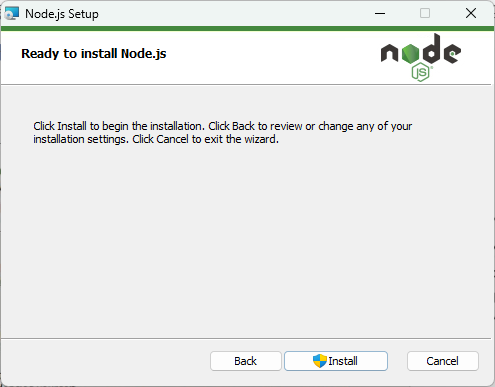 Node.js Setup
Ready to install Node.js
node
JS
Click Install to begin the installation. Click Back to review or change any of your
installation settings. Click Cancel to exit the wizard.
Back
Install
Cancel